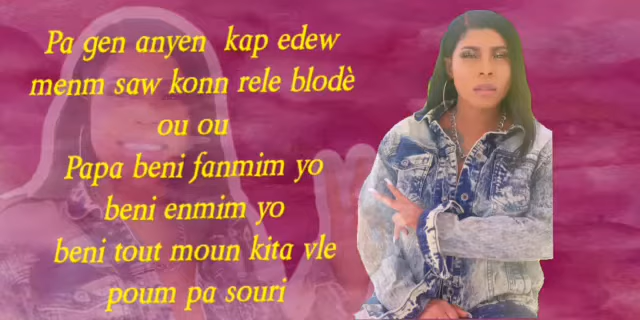 Pa gen anyen kap edew
menm saw konn rele blodè
ou ou
Papa beni fanmim yo
beni enmim yo
beni tout moun kita vle
poum pa souri